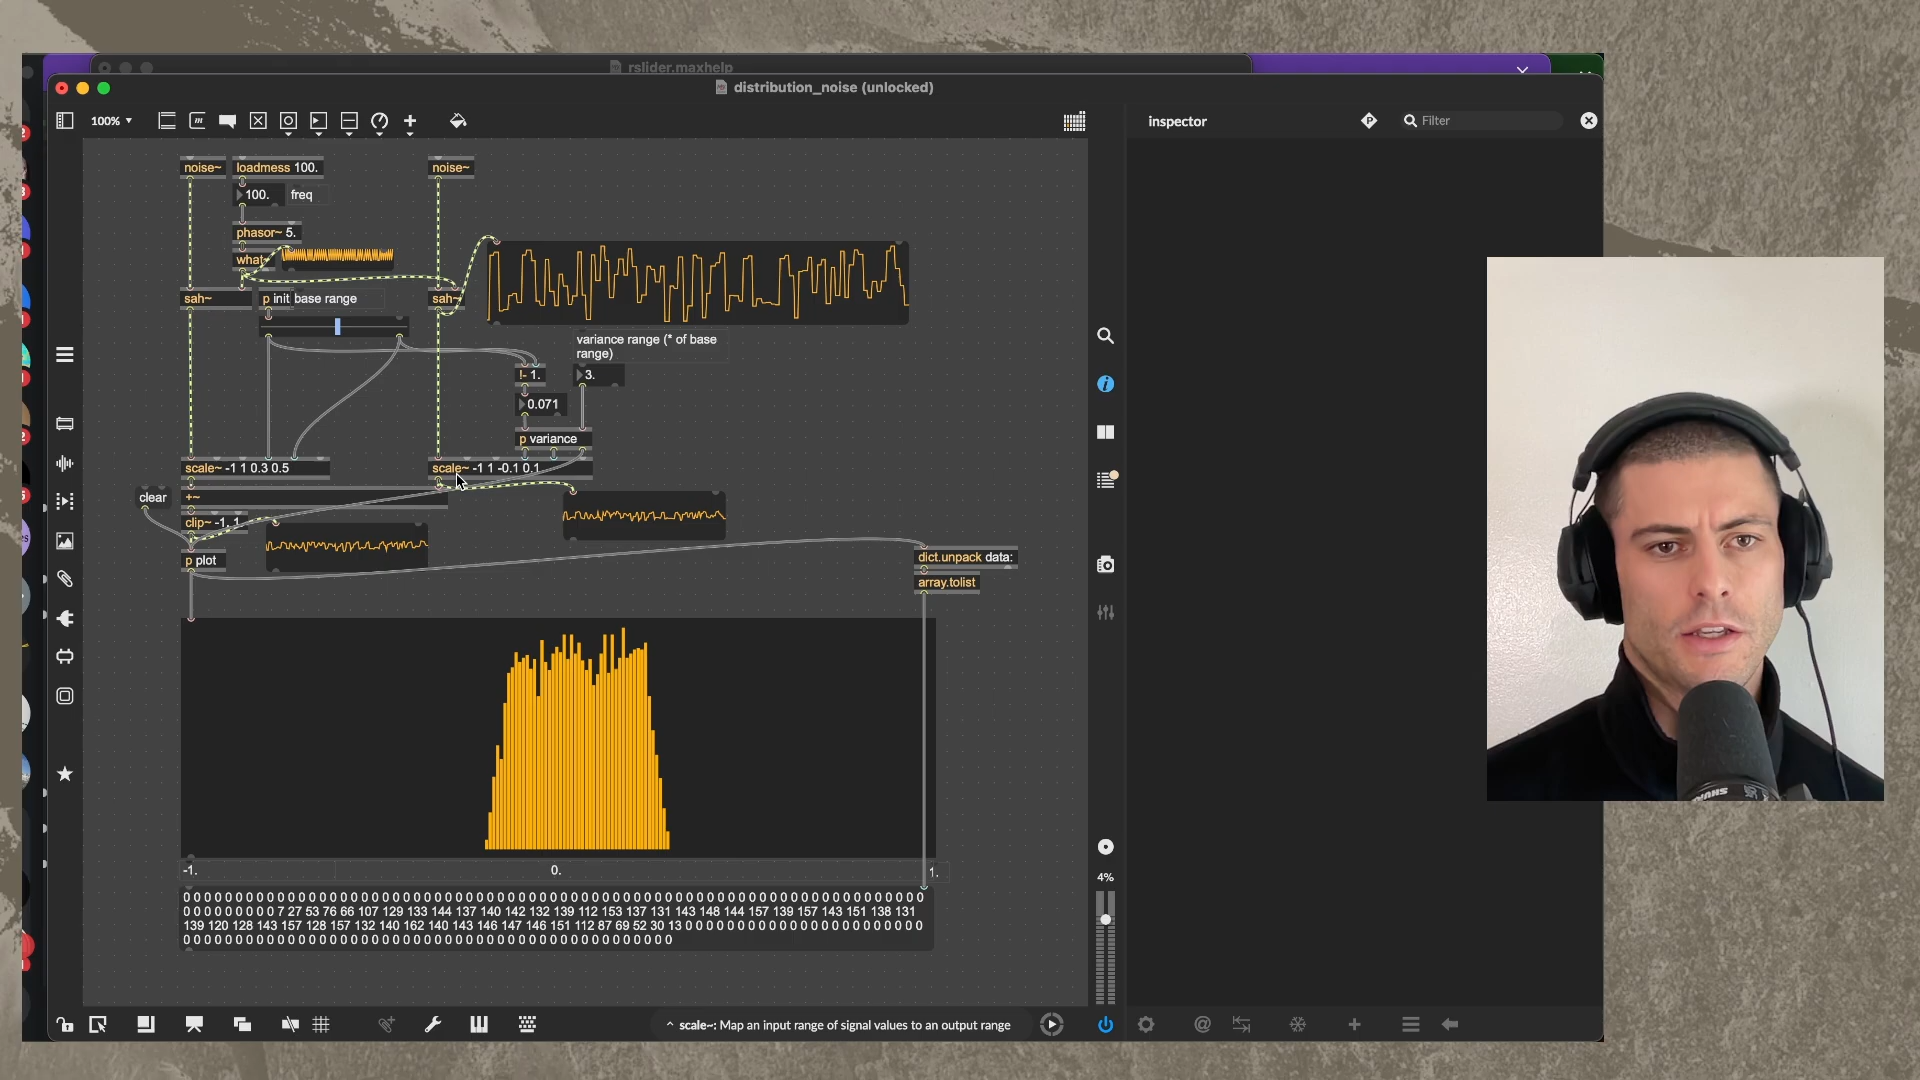 rslider.maxhelp
distribution_noise (unlocked)
100%
inspector
Filter
noise~
loadmess 100.
noise~
100.
freq
phasor~ 5.
what~
sah~
p init
base range
sah~
variance range (* of base
range)
!- 1.
3.
0.071
p variance
scale~ -1 1 0.3 0.5
scale~ -1 1 -0.1 0.1
clear
+~
clip~ -1. 1.
p plot
dict.unpack data:
array.tolist
-1.
0.
1.
0 0 0 0 0 0 0 0 0 0 0 0 0 0 0 0 0 0 0 0 0 0 0 0 0 0 0 0 0 0 0 0 0 0 0 0 0 0 0 0 0 0 0 0 0 0 0 0 0 0 0 0 0 0 0 0 0 0 0 0 0 0 0 0 0 0 0 0 0 0 0
0 0 0 0 0 0 0 0 0 7 27 53 76 66 107 129 133 144 137 140 142 132 139 112 153 137 131 143 148 144 157 139 157 143 151 138 131
139 120 128 143 157 128 157 132 140 162 140 143 146 147 146 151 112 87 69 52 30 13 0 0 0 0 0 0 0 0 0 0 0 0 0 0 0 0 0 0 0 0 0 0
0 0 0 0 0 0 0 0 0 0 0 0 0 0 0 0 0 0 0 0 0 0 0 0 0 0 0 0 0 0 0 0 0 0 0 0 0 0 0 0 0 0 0 0 0 0 0
4%
scale~: Map an input range of signal values to an output range